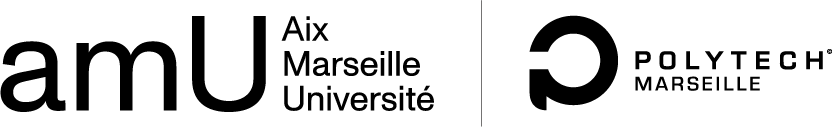 amU
Aix
Marseille
Université
POLYTECH®
MARSEILLE